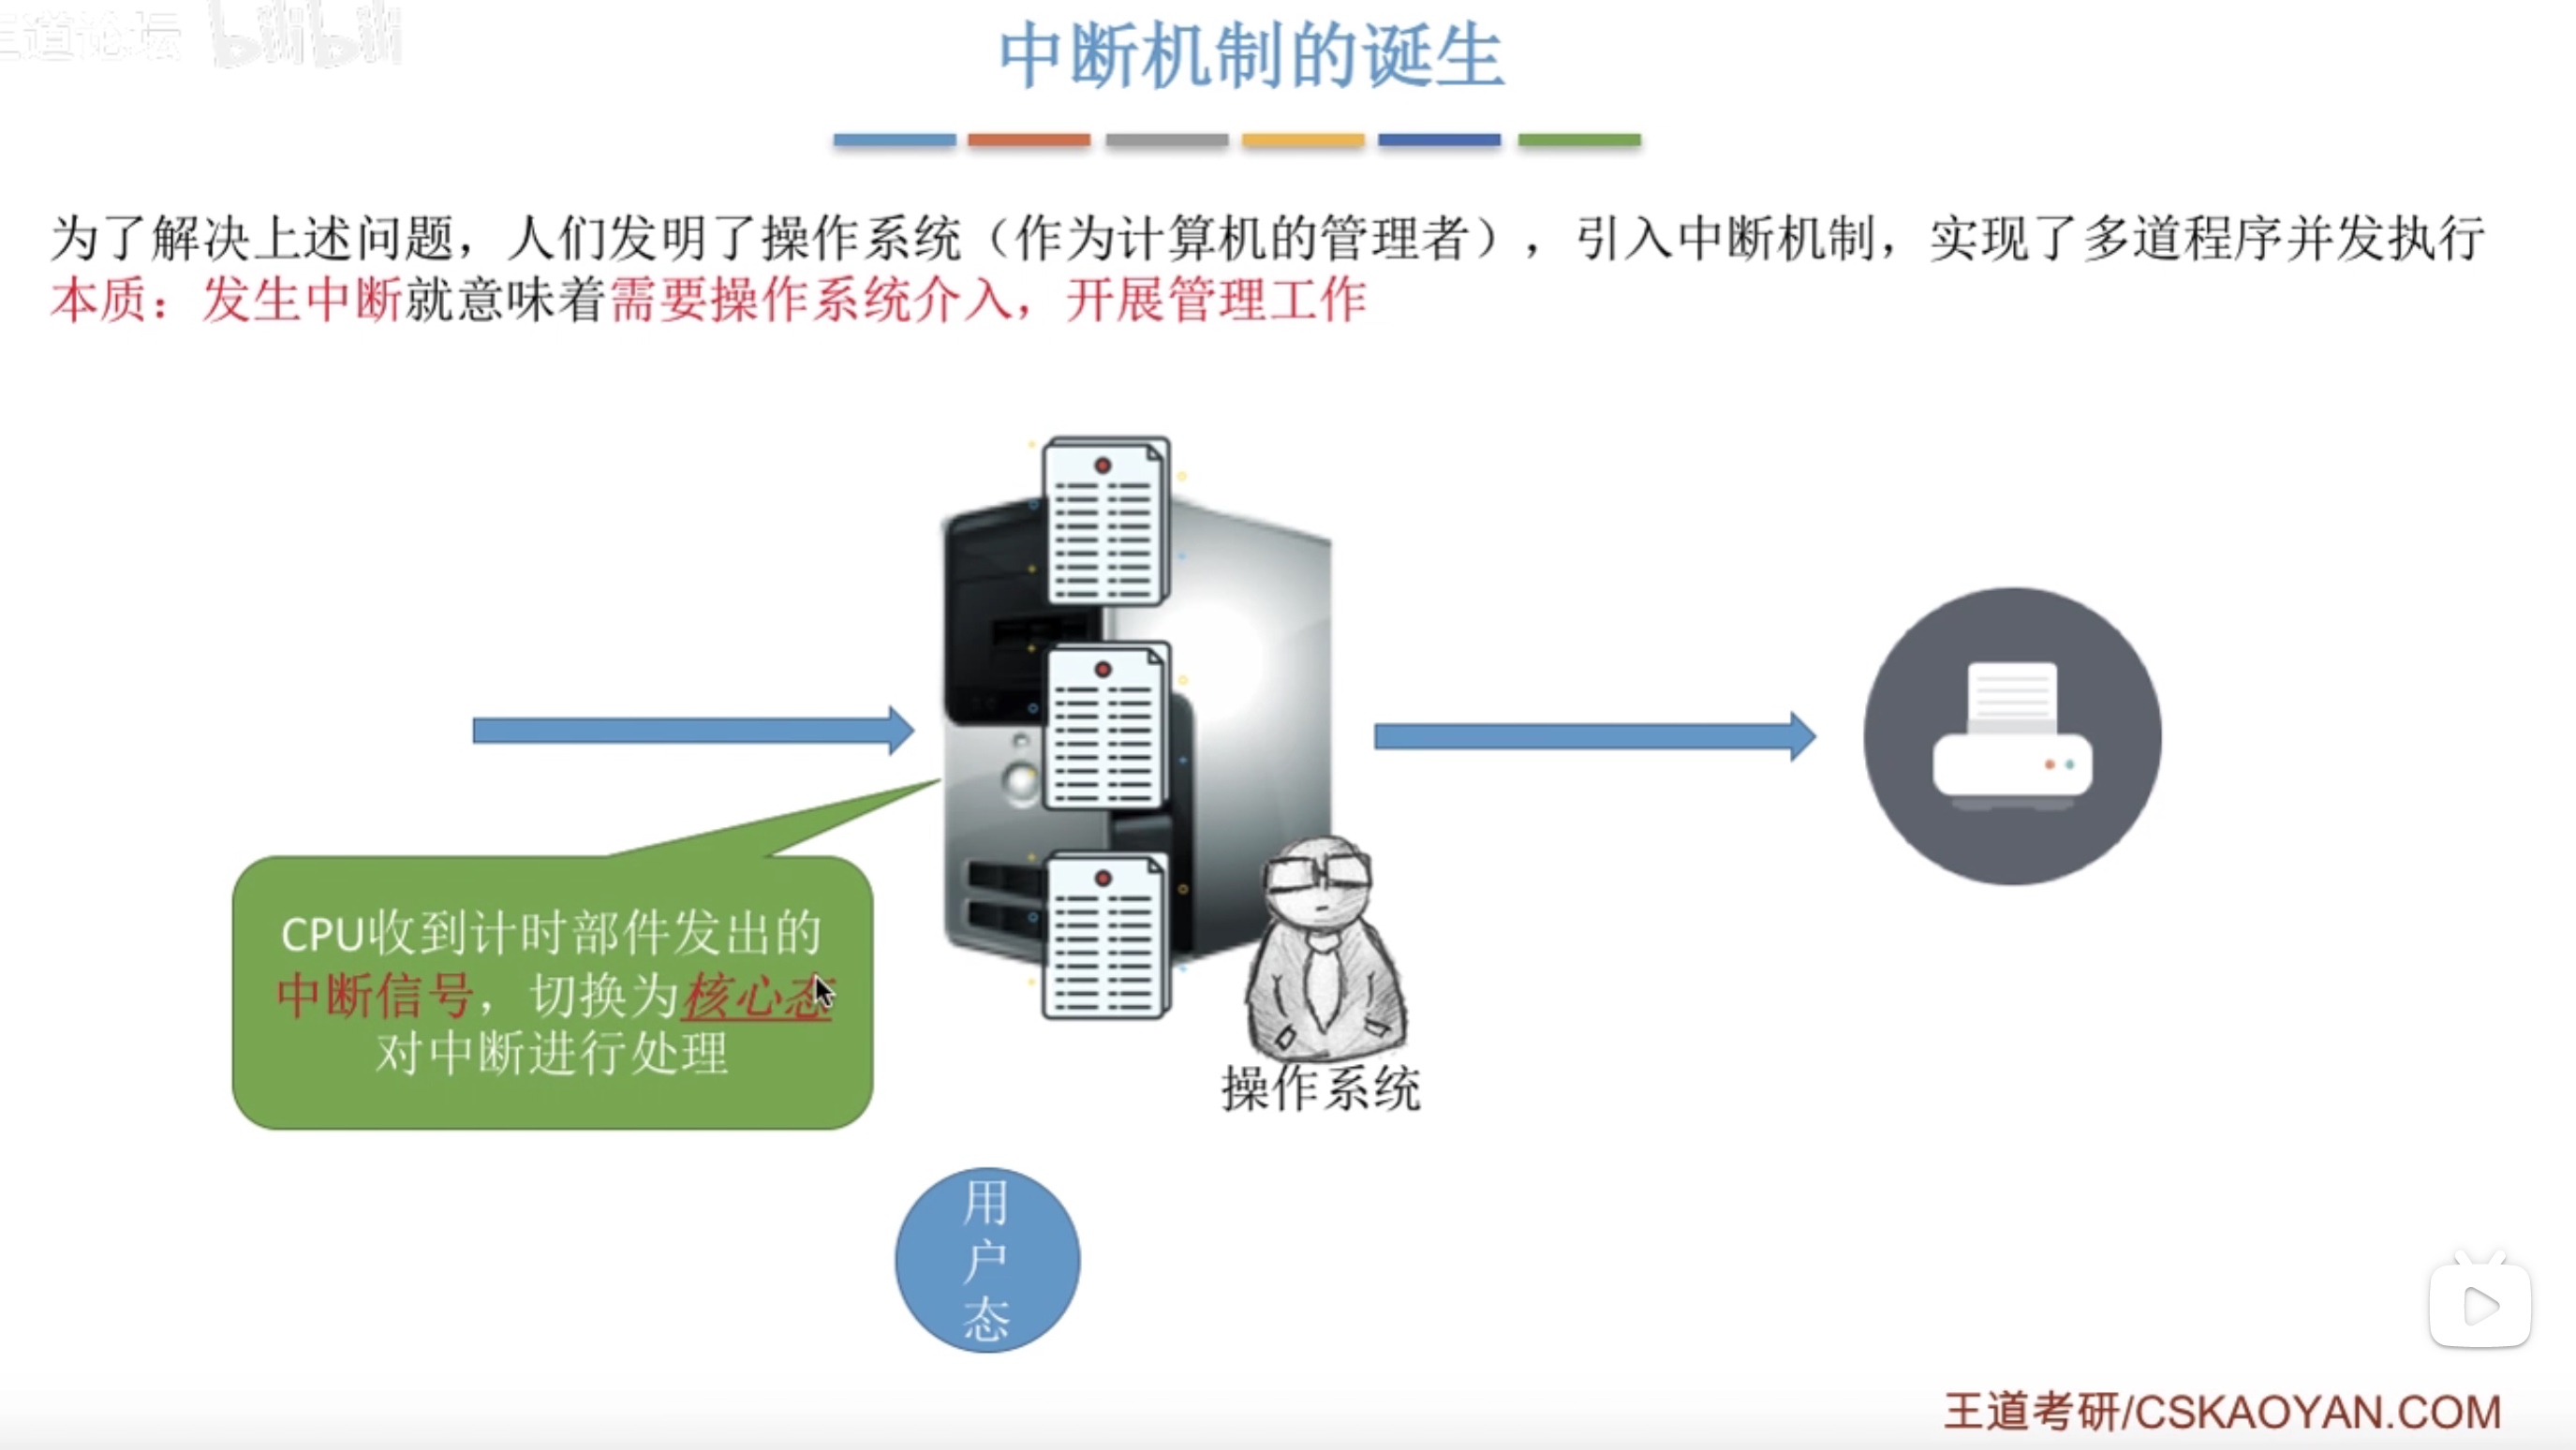 王道论坛 bilibili
中断机制的诞生
为了解决上述问题，人们发明了操作系统（作为计算机的管理者），引入中断机制，实现了多道程序并发执行
本质：发生中断就意味着需要操作系统介入，开展管理工作
CPU收到计时部件发出的
中断信号，切换为核心态
对中断进行处理
操作系统
用
户
态
王道考研/CSKAOYAN.COM